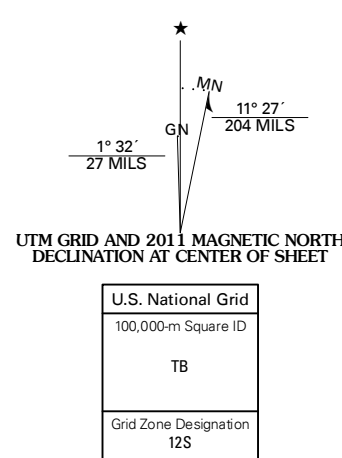 ★
MN
11° 27´
204 MILS
GN
1° 32´
27 MILS
UTM GRID AND 2011 MAGNETIC NORTH
DECLINATION AT CENTER OF SHEET
U.S. National Grid
100,000-m Square ID
TB
Grid Zone Designation
12S